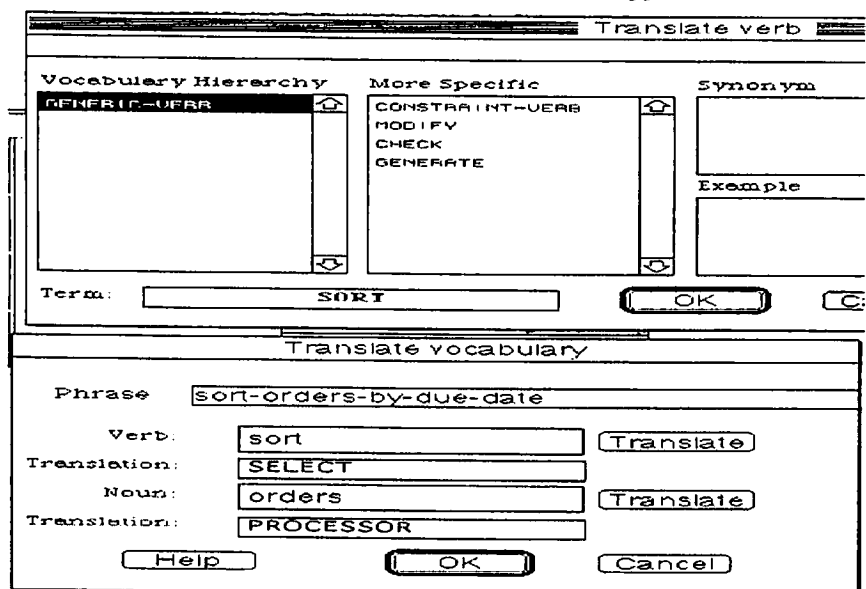 Translate verb
Vocabulary Hierarchy More Specific Synonym
GENERIC-VERB
CONSTRAINT-VERB
MODIFY
CHECK
GENERATE
Example
Term: SORT OK C
Translate vocabulary
Phrase sort-orders-by-due-date
Verb: sort Translate
Translation: SELECT
Noun: orders Translate
Translation: PROCESSOR
Help OK Cancel